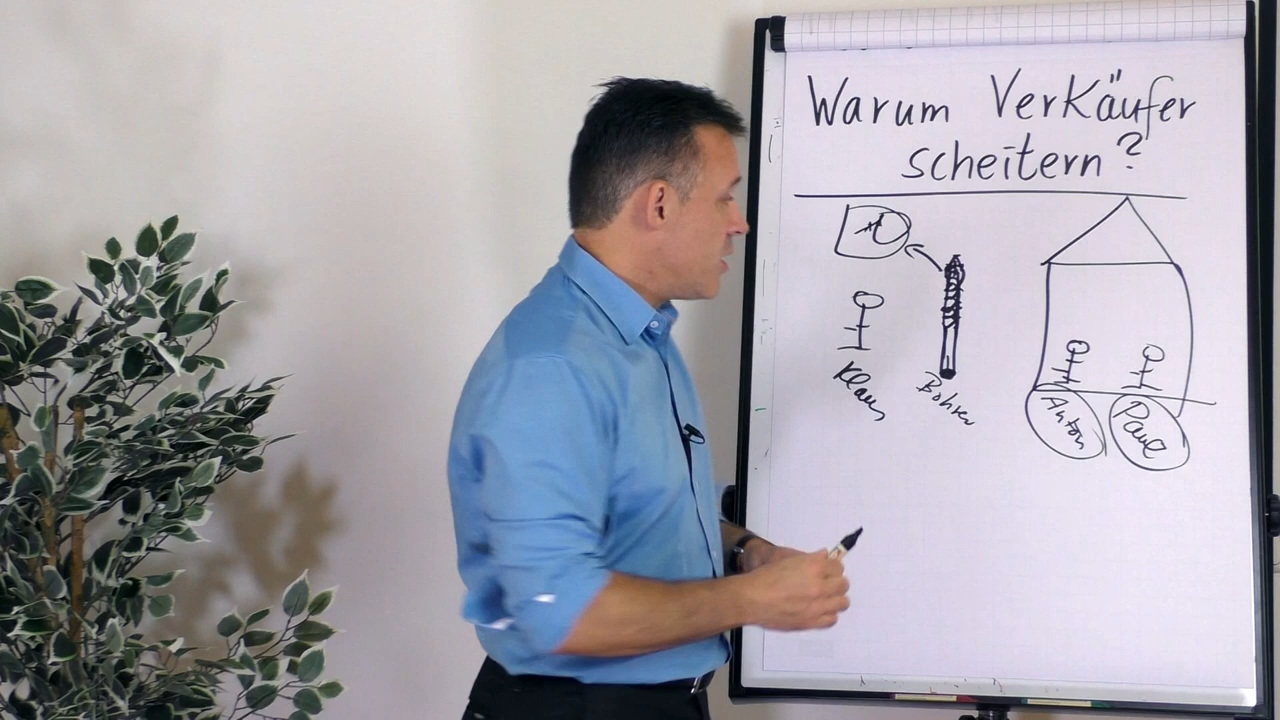 Warum Verkäufer
scheitern?
Klaus
Bohrer
Anton
Paul